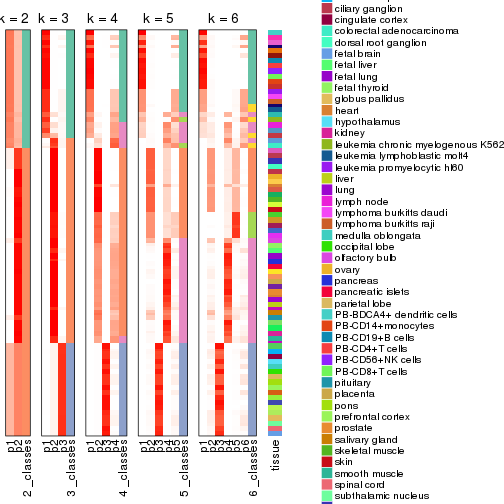 k = 2
k = 3
k = 4
k = 5
k = 6
p1
p2
2_classes
p1
p2
p3
3_classes
p1
p2
p3
p4
4_classes
p1
p2
p3
p4
p5
5_classes
p1
p2
p3
p4
p5
p6
6_classes
tissue
ciliary ganglion
cingulate cortex
colorectal adenocarcinoma
dorsal root ganglion
fetal brain
fetal liver
fetal lung
fetal thyroid
globus pallidus
heart
hypothalamus
kidney
leukemia chronic myelogenous K562
leukemia lymphoblastic molt4
leukemia promyelocytic hl60
liver
lung
lymph node
lymphoma burkitts daudi
lymphoma burkitts raji
medulla oblongata
occipital lobe
olfactory bulb
ovary
pancreas
pancreatic islets
parietal lobe
PB-BDCA4+ dendritic cells
PB-CD14+monocytes
PB-CD19+B cells
PB-CD4+T cells
PB-CD56+NK cells
PB-CD8+T cells
pituitary
placenta
pons
prefrontal cortex
prostate
salivary gland
skeletal muscle
skin
smooth muscle
spinal cord
subthalamic nucleus